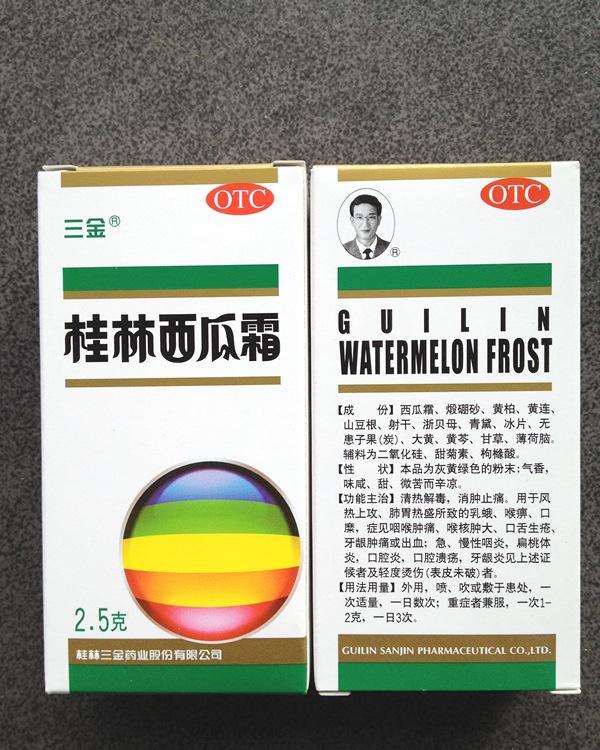 OTC
三金®
桂林西瓜霜
2.5克
桂林三金药业股份有限公司
OTC
®
GUILIN
WATERMELON FROST
【成　份】西瓜霜、煅硼砂、黄柏、黄连、
山豆根、射干、浙贝母、青黛、冰片、无
患子果(炭)、大黄、黄芩、甘草、薄荷脑。
辅料为二氧化硅、甜菊素、枸橼酸。
【性　状】本品为灰黄绿色的粉末；气香，
味咸、甜、微苦而辛凉。
【功能主治】清热解毒，消肿止痛。用于风
热上攻、肺胃热盛所致的乳蛾、喉痹、口
糜，症见咽喉肿痛、喉核肿大、口舌生疮、
牙龈肿痛或出血；急、慢性咽炎，扁桃体
炎，口腔炎，口腔溃疡，牙龈炎见上述证
候者及轻度烫伤(表皮未破)者。
【用法用量】外用，喷、吹或敷于患处，一
次适量，一日数次；重症者兼服，一次1-
2克，一日3次。
GUILIN SANJIN PHARMACEUTICAL CO.,LTD.